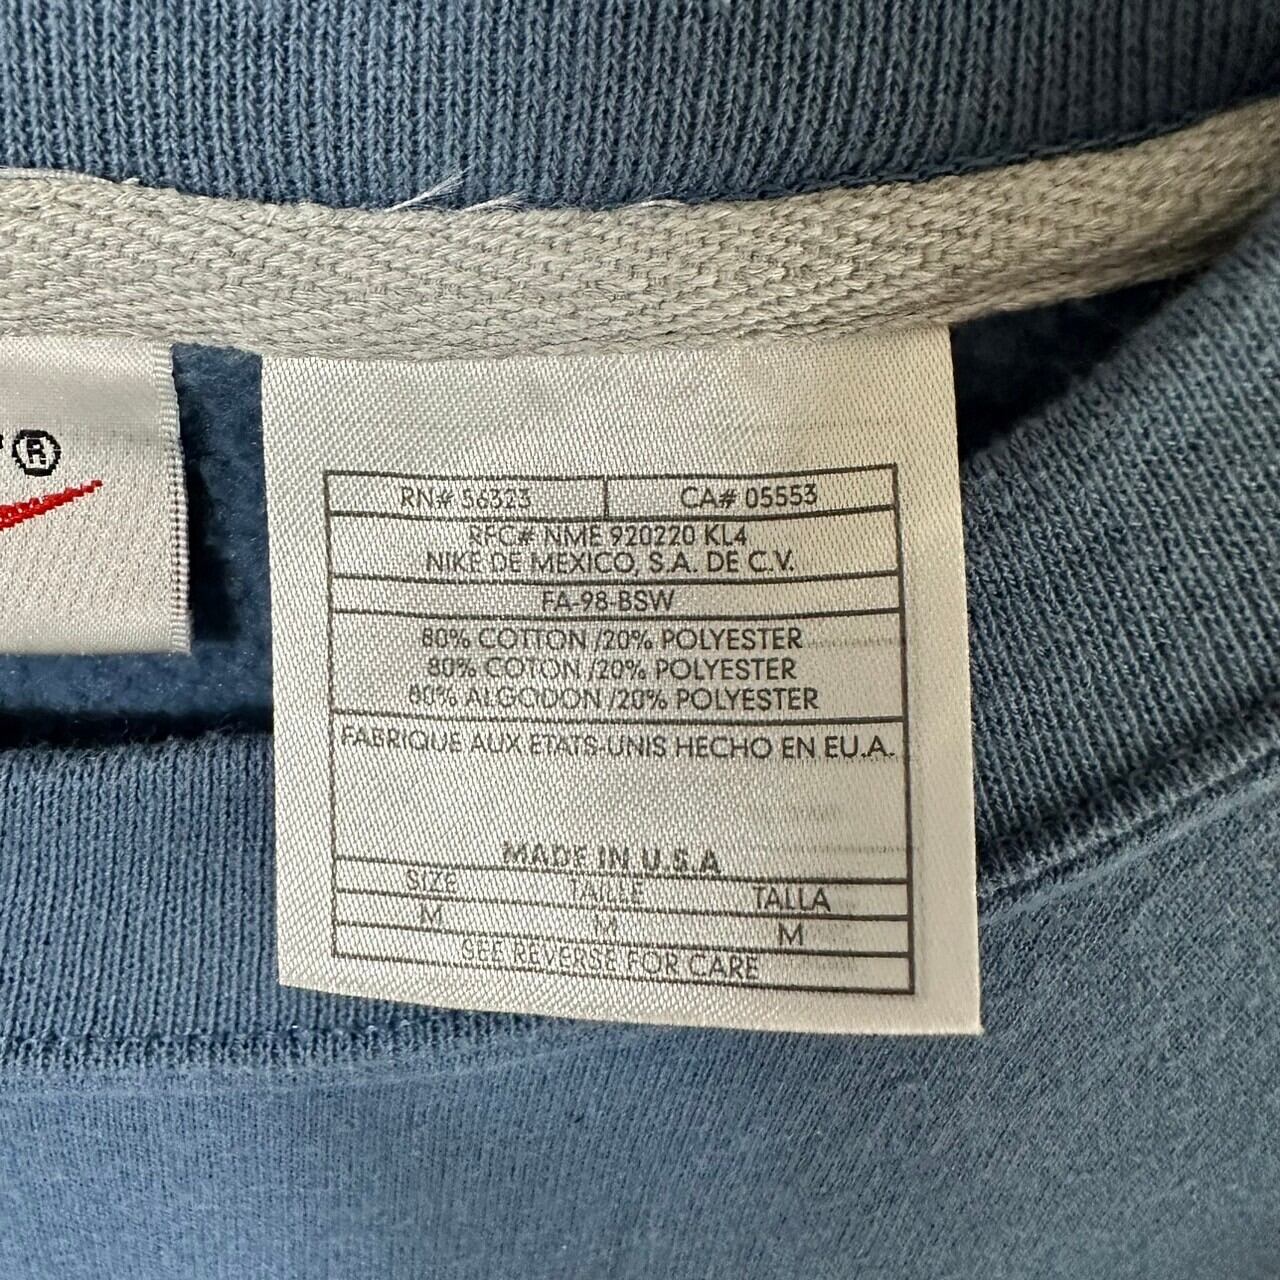 ®
RN# 56323 CA# 05553
RFC# NME 920220 KL4
NIKE DE MEXICO, S.A. DE C.V.
FA-98-BSW
80% COTTON /20% POLYESTER
80% COTON /20% POLYESTER
80% ALGODON /20% POLYESTER
FABRIQUE AUX ETATS-UNIS HECHO EN EU.A.
MADE IN U.S.A
SIZE TAILLE TALLA
M M M
SEE REVERSE FOR CARE